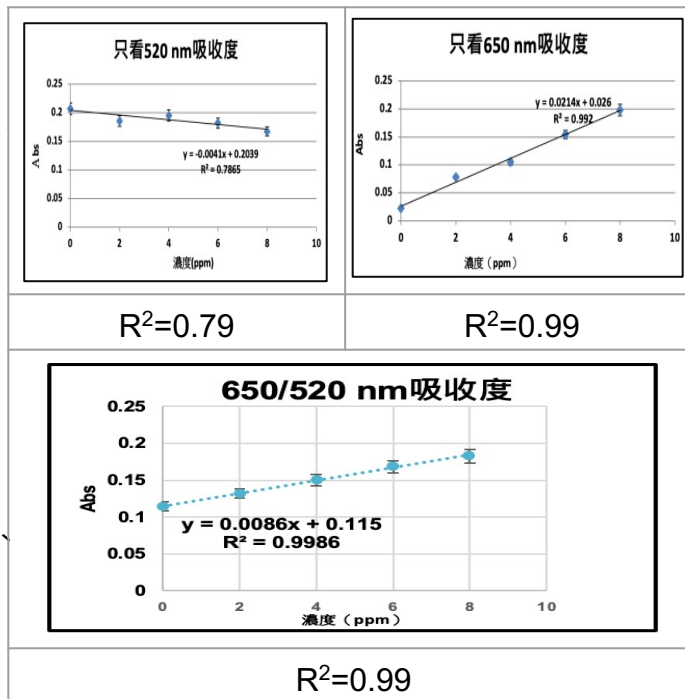 只看520 nm吸收度
0.25
0.2
0.15
0.1
0.05
0
Abs
y = -0.0041x + 0.2039
R² = 0.7865
0 2 4 6 8 10
濃度(ppm)
只看650 nm吸收度
0.25
0.2
0.15
0.1
0.05
0
Abs
y = 0.0214x + 0.026
R² = 0.992
0 2 4 6 8 10
濃度（ppm）
R²=0.79
R²=0.99
650/520 nm吸收度
0.25
0.2
0.15
0.1
0.05
0
Abs
y = 0.0086x + 0.115
R² = 0.9986
0 2 4 6 8 10
濃度（ppm）
R²=0.99